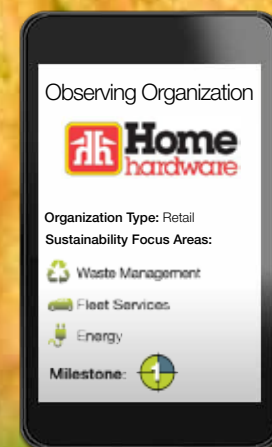 Observing Organization
Home
hardware
Organization Type: Retail
Sustainability Focus Areas:
Waste Management
Fleet Services
Energy
Milestone: 1